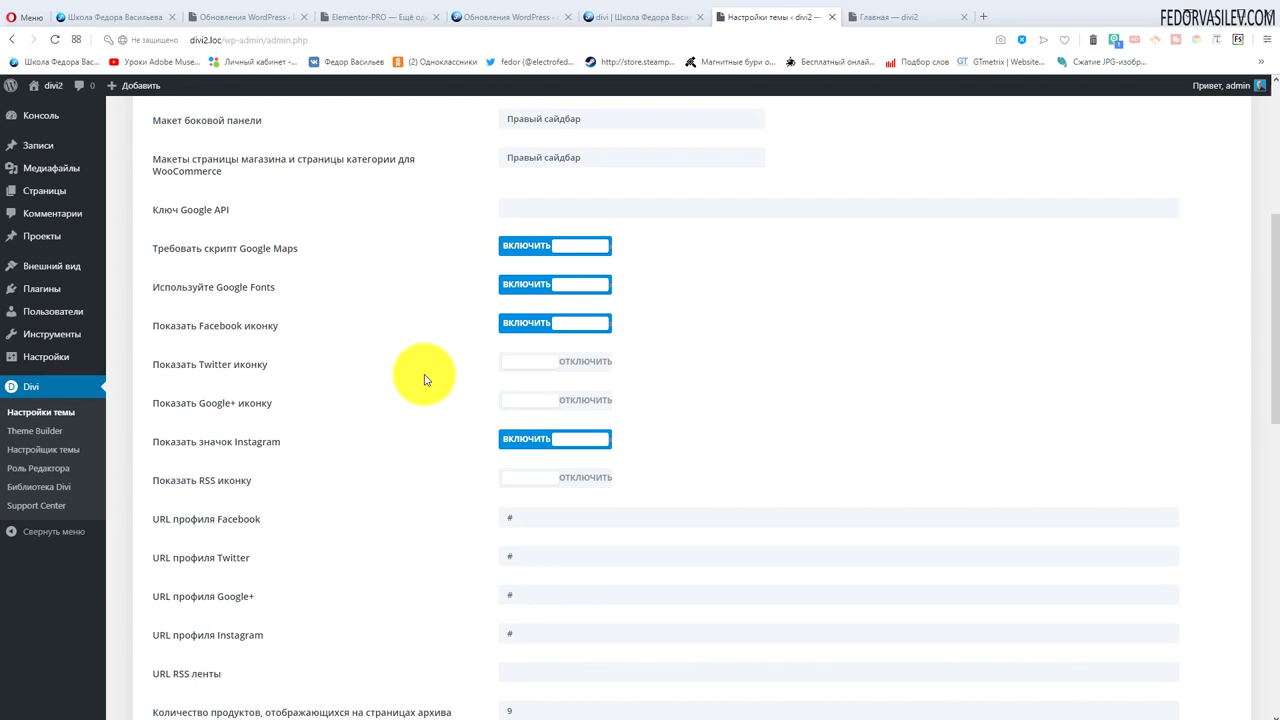 Меню
Школа Федора Васильева
Обновления WordPress ‹
Elementor-PRO — Ещё од
Обновления WordPress ‹
divi | Школа Федора Васи
Настройки темы ‹ divi2 —
Главная — divi2
FEDORVASILEV.COM
Не защищено
divi2.loc/wp-admin/admin.php
Школа Федора Вас...
Уроки Adobe Muse...
Личный кабинет -...
Федор Васильев
(2) Одноклассники
fedor (@electrofed...
http://store.steamp...
Магнитные бури о...
Бесплатный онлай...
Подбор слов
GTmetrix | Website...
Сжатие JPG-изобр...
divi2
0
Добавить
Привет, admin
Консоль
Записи
Медиафайлы
Страницы
Комментарии
Проекты
Внешний вид
Плагины
Пользователи
Инструменты
Настройки
Divi
Настройки темы
Theme Builder
Настройщик темы
Роль Редактора
Библиотека Divi
Support Center
Свернуть меню
Макет боковой панели
Правый сайдбар
Макеты страницы магазина и страницы категории для
WooCommerce
Правый сайдбар
Ключ Google API
Требовать скрипт Google Maps
ВКЛЮЧИТЬ
Используйте Google Fonts
ВКЛЮЧИТЬ
Показать Facebook иконку
ВКЛЮЧИТЬ
Показать Twitter иконку
ОТКЛЮЧИТЬ
Показать Google+ иконку
ОТКЛЮЧИТЬ
Показать значок Instagram
ВКЛЮЧИТЬ
Показать RSS иконку
ОТКЛЮЧИТЬ
URL профиля Facebook
#
URL профиля Twitter
#
URL профиля Google+
#
URL профиля Instagram
#
URL RSS ленты
Количество продуктов, отображающихся на страницах архива
9